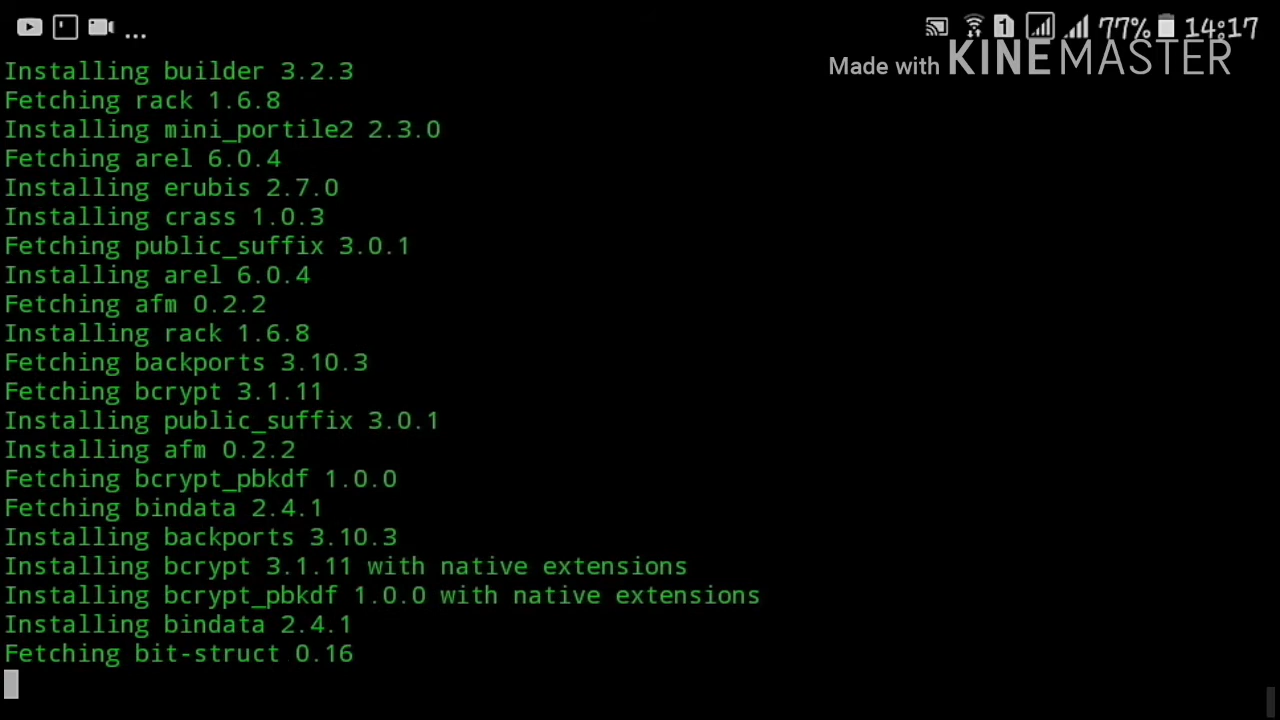 ... 1 77% 14:17
Made with KINEMASTER
Installing builder 3.2.3
Fetching rack 1.6.8
Installing mini_portile2 2.3.0
Fetching arel 6.0.4
Installing erubis 2.7.0
Installing crass 1.0.3
Fetching public_suffix 3.0.1
Installing arel 6.0.4
Fetching afm 0.2.2
Installing rack 1.6.8
Fetching backports 3.10.3
Fetching bcrypt 3.1.11
Installing public_suffix 3.0.1
Installing afm 0.2.2
Fetching bcrypt_pbkdf 1.0.0
Fetching bindata 2.4.1
Installing backports 3.10.3
Installing bcrypt 3.1.11 with native extensions
Installing bcrypt_pbkdf 1.0.0 with native extensions
Installing bindata 2.4.1
Fetching bit-struct 0.16